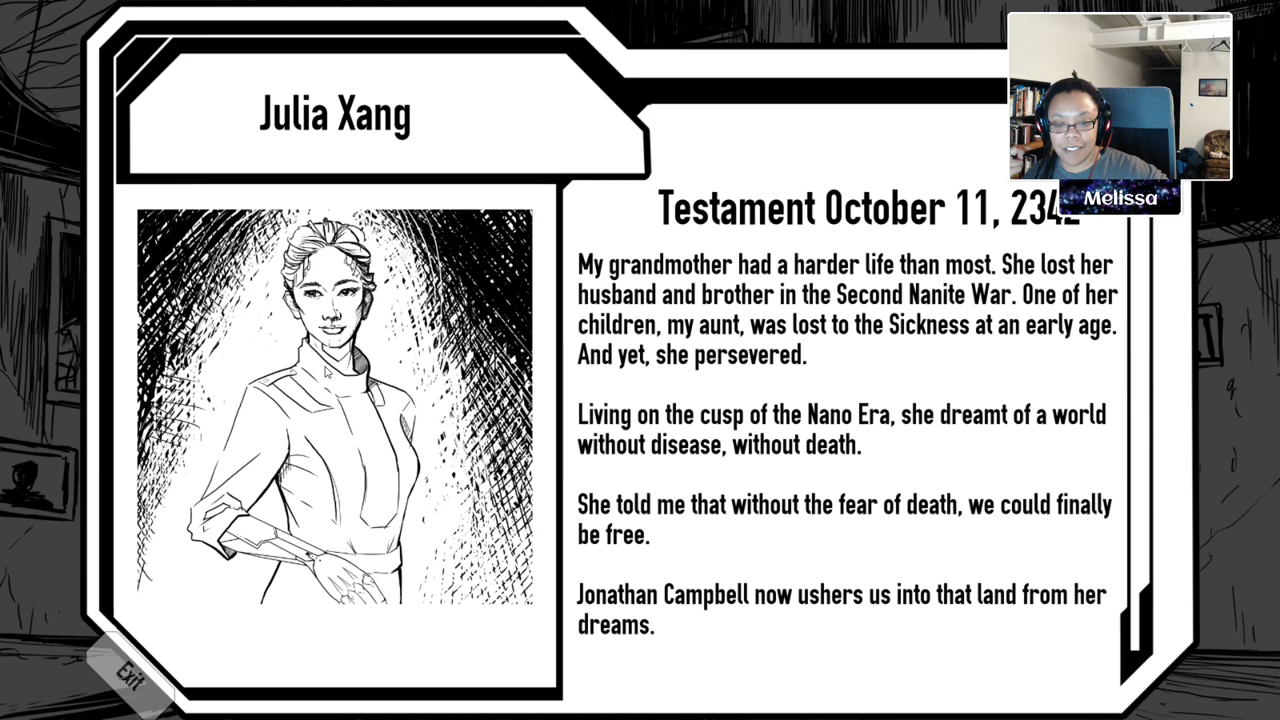 Julia Xang
Melissa
Testament October 11, 2342
My grandmother had a harder life than most. She lost her
husband and brother in the Second Nanite War. One of her
children, my aunt, was lost to the Sickness at an early age.
And yet, she persevered.
Living on the cusp of the Nano Era, she dreamt of a world
without disease, without death.
She told me that without the fear of death, we could finally
be free.
Jonathan Campbell now ushers us into that land from her
dreams.
Exit